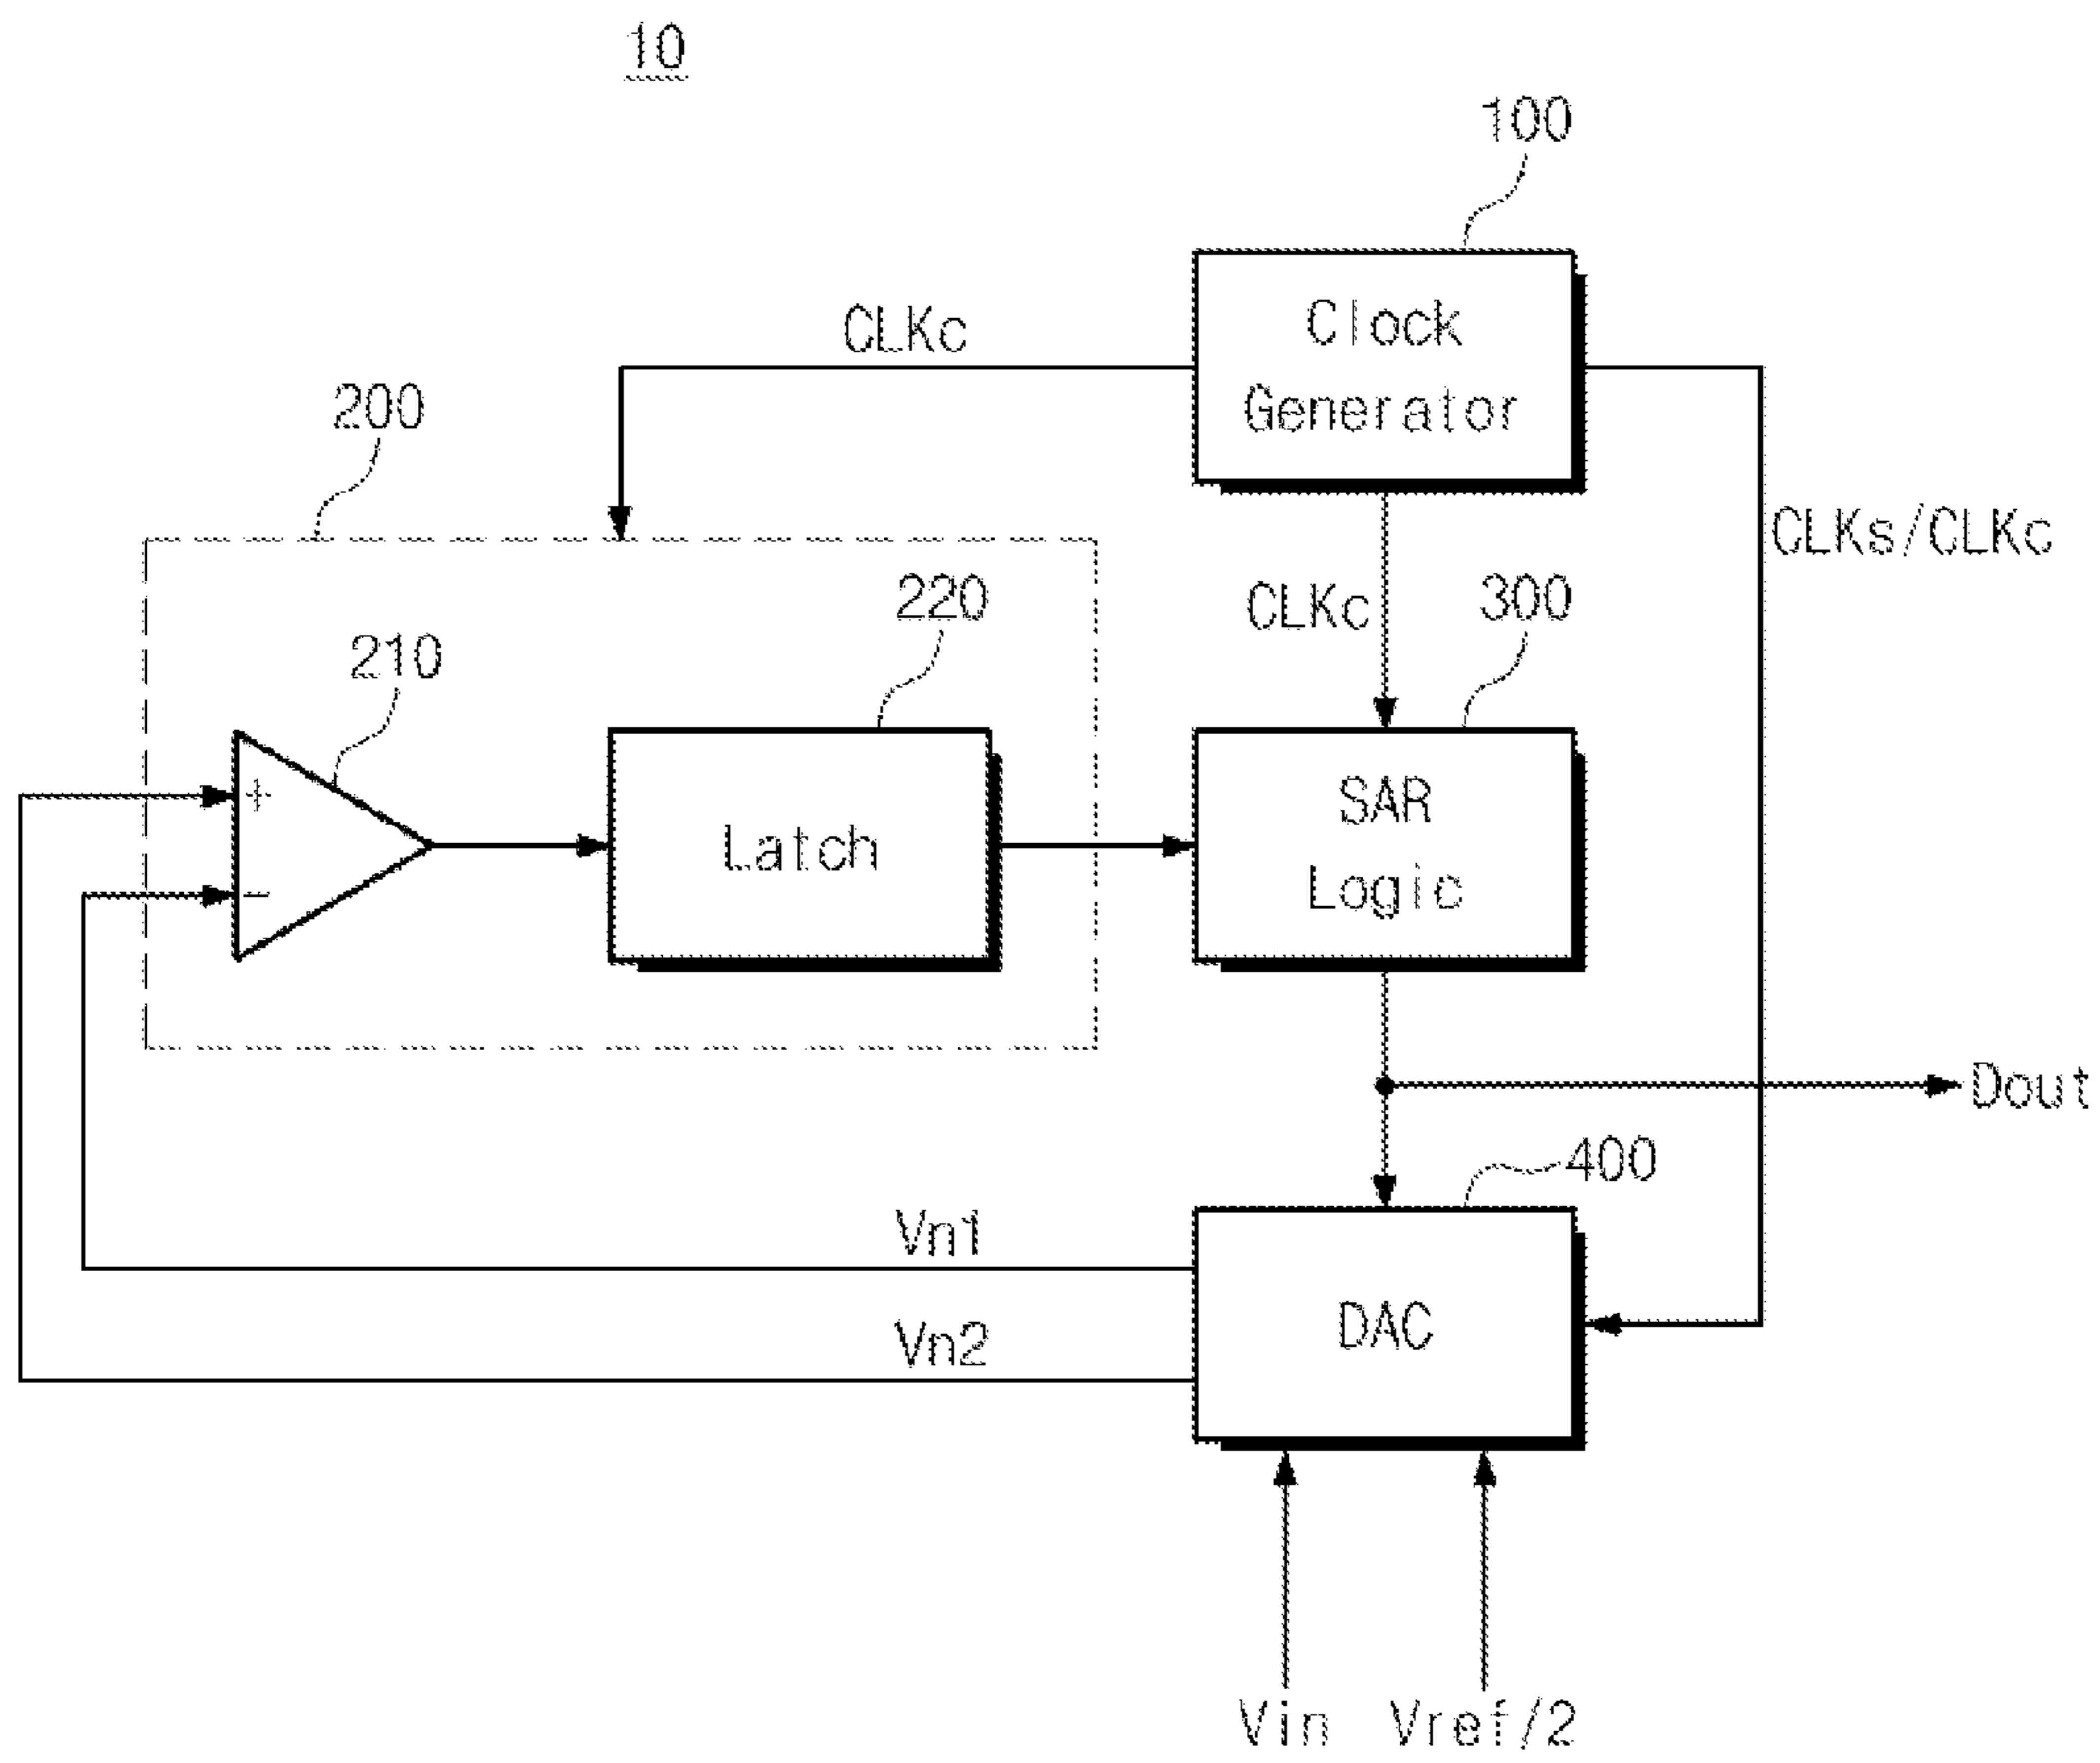 10
100
Clock
Generator
CLKc
200
CLKs/CLKc
220
CLKc
300
210
+
SAR
Latch
Logic
−
Dout
400
Vn1
DAC
Vn2
Vin
Vref/2